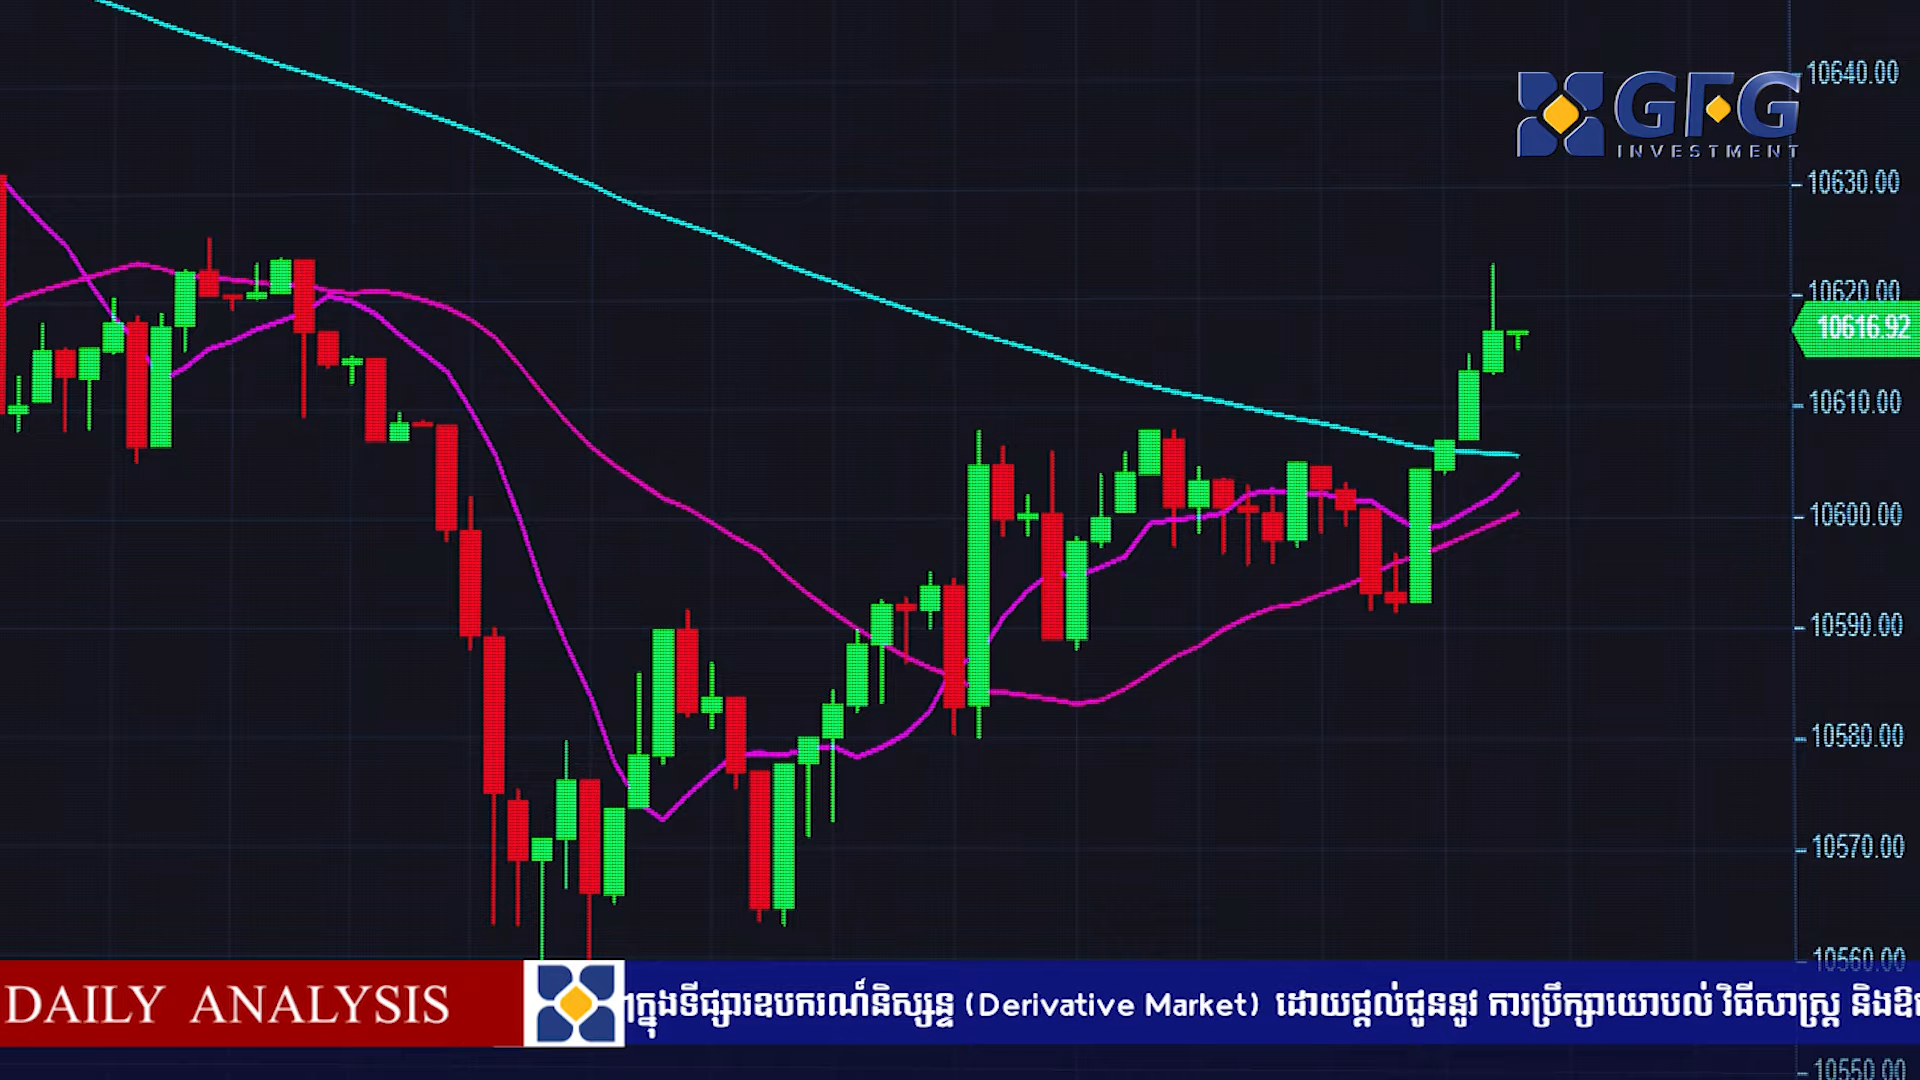 10640.00
GFG
INVESTMENT
10630.00
10620.00
10616.92
10610.00
10600.00
10590.00
10580.00
10570.00
10560.00
DAILY ANALYSIS
ក្នុងទីផ្សារឧបករណ៍និស្សន្ទ (Derivative Market) ដោយផ្តល់ជូននូវ ការប្រឹក្សាយោបល់ វិធីសាស្ត្រ និងឱ
10550.00